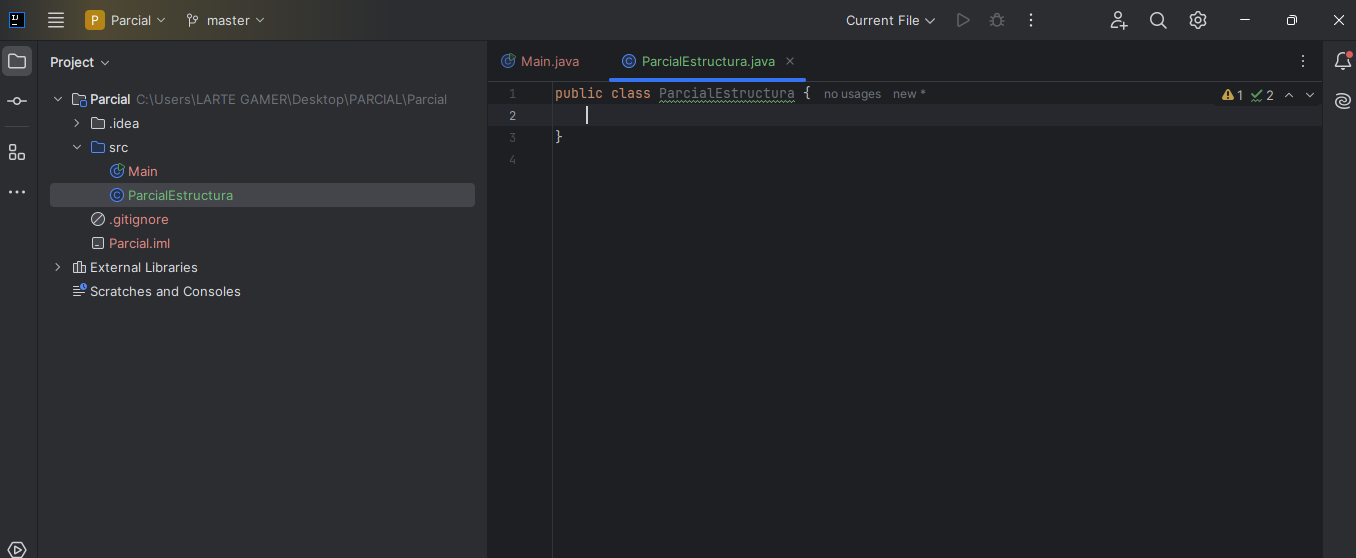 IJ P Parcial master Current File
Project
Parcial C:\Users\LARTE GAMER\Desktop\PARCIAL\Parcial
.idea
src
Main
ParcialEstructura
.gitignore
Parcial.iml
External Libraries
Scratches and Consoles
Main.java ParcialEstructura.java
1 public class ParcialEstructura { no usages new * 1 2
2
3 }
4